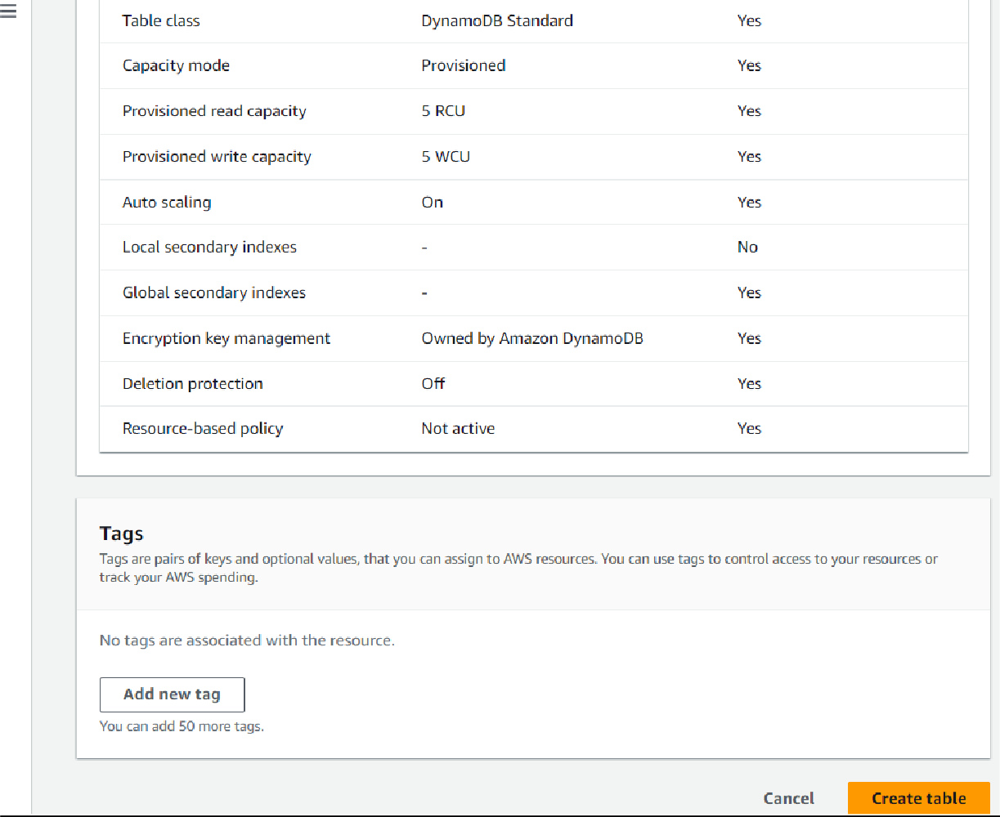 Table class DynamoDB Standard Yes
Capacity mode Provisioned Yes
Provisioned read capacity 5 RCU Yes
Provisioned write capacity 5 WCU Yes
Auto scaling On Yes
Local secondary indexes - No
Global secondary indexes - Yes
Encryption key management Owned by Amazon DynamoDB Yes
Deletion protection Off Yes
Resource-based policy Not active Yes
Tags
Tags are pairs of keys and optional values, that you can assign to AWS resources. You can use tags to control access to your resources or
track your AWS spending.
No tags are associated with the resource.
Add new tag
You can add 50 more tags.
Cancel Create table